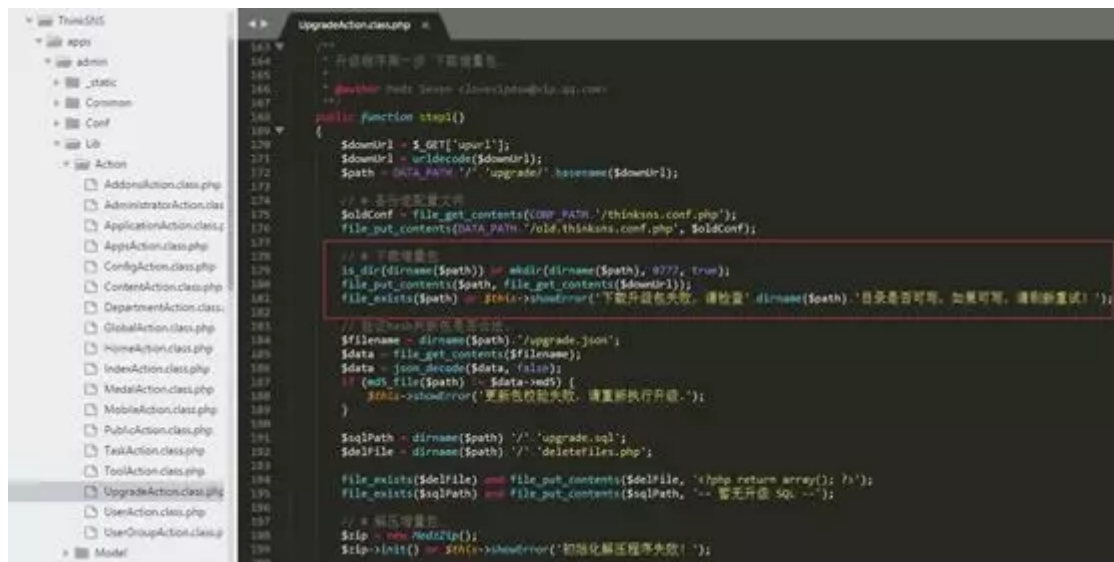 ThinkSNS
apps
admin
_static
Common
Conf
Lib
Action
AddonsAction.class.php
AdministratorAction.clas
ApplicationAction.class.p
AppsAction.class.php
ConfigAction.class.php
ContentAction.class.php
DepartmentAction.class.
GlobalAction.class.php
HomeAction.class.php
IndexAction.class.php
MedalAction.class.php
MobileAction.class.php
PublicAction.class.php
TaskAction.class.php
ToolAction.class.php
UpgradeAction.class.php
UserAction.class.php
UserGroupAction.class.p
Model
UpgradeAction.class.php ×
163 /**
164 * 升级程序第一步 下载增量包.
165 *
166 * @author Medz Seven
167 **/
168 public function step1()
169 {
170 $downUrl = $_GET['upurl'];
171 $downUrl = urldecode($downUrl);
172 $path = DATA_PATH.'/'.'upgrade/'.basename($downUrl);
173
174 // # 备份老配置文件
175 $oldConf = file_get_contents(CONF_PATH.'/thinksns.conf.php');
176 file_put_contents(DATA_PATH.'/old.thinksns.conf.php', $oldConf);
177
178 // # 下载增量包
179 is_dir(dirname($path)) or mkdir(dirname($path), 0777, true);
180 file_put_contents($path, file_get_contents($downUrl));
181 file_exists($path) or $this->showError('下载升级包失败，请检查'.dirname($path).'目录是否可写，如果可写，请刷新重试！');
182
183 // 验证hash判断包是否合法.
184 $filename = dirname($path).'/upgrade.json';
185 $data = file_get_contents($filename);
186 $data = json_decode($data, false);
187 if (md5_file($path) != $data->md5) {
188 $this->showError('更新包校验失败，请重新执行升级.');
189 }
190
191 $sqlPath = dirname($path).'/'.'upgrade.sql';
192 $delFile = dirname($path).'/'.'deleteFiles.php';
193
194 file_exists($delFile) and file_put_contents($delFile, '<?php return array(); ?>');
195 file_exists($sqlPath) and file_put_contents($sqlPath, '-- 暂无升级 SQL --');
196
197 // # 解压增量包
198 $zip = new MedzZip();
199 $zip->init() or $this->showError('初始化解压程序失败！');